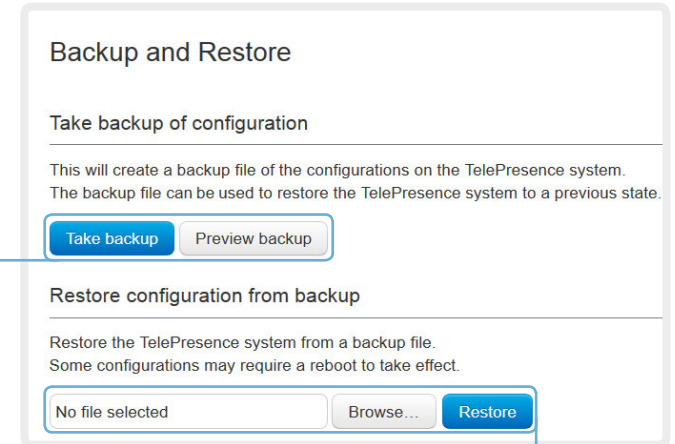 Backup and Restore
Take backup of configuration
This will create a backup file of the configurations on the TelePresence system.
The backup file can be used to restore the TelePresence system to a previous state.
Take backup Preview backup
Restore configuration from backup
Restore the TelePresence system from a backup file.
Some configurations may require a reboot to take effect.
No file selected Browse... Restore